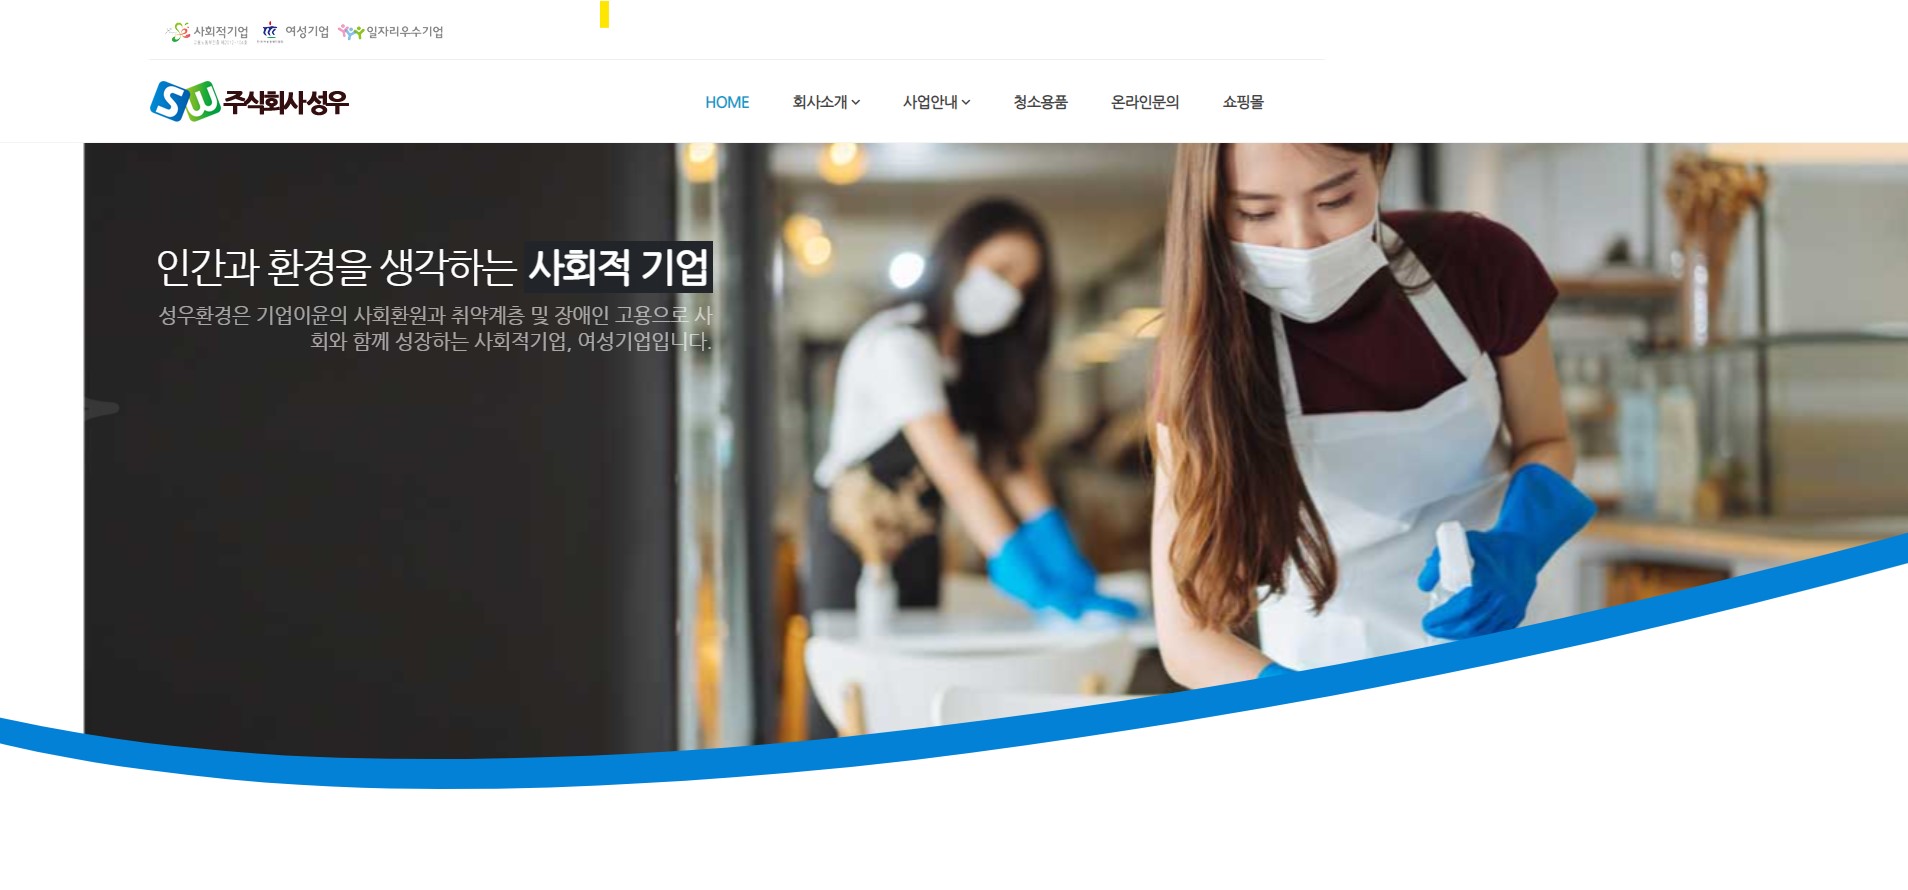 사회적기업 여성기업 일자리우수기업
SW 주식회사 성우
HOME 회사소개 사업안내 청소용품 온라인문의 쇼핑몰
인간과 환경을 생각하는 사회적 기업
성우환경은 기업이윤의 사회환원과 취약계층 및 장애인 고용으로 사
회와 함께 성장하는 사회적기업, 여성기업입니다.